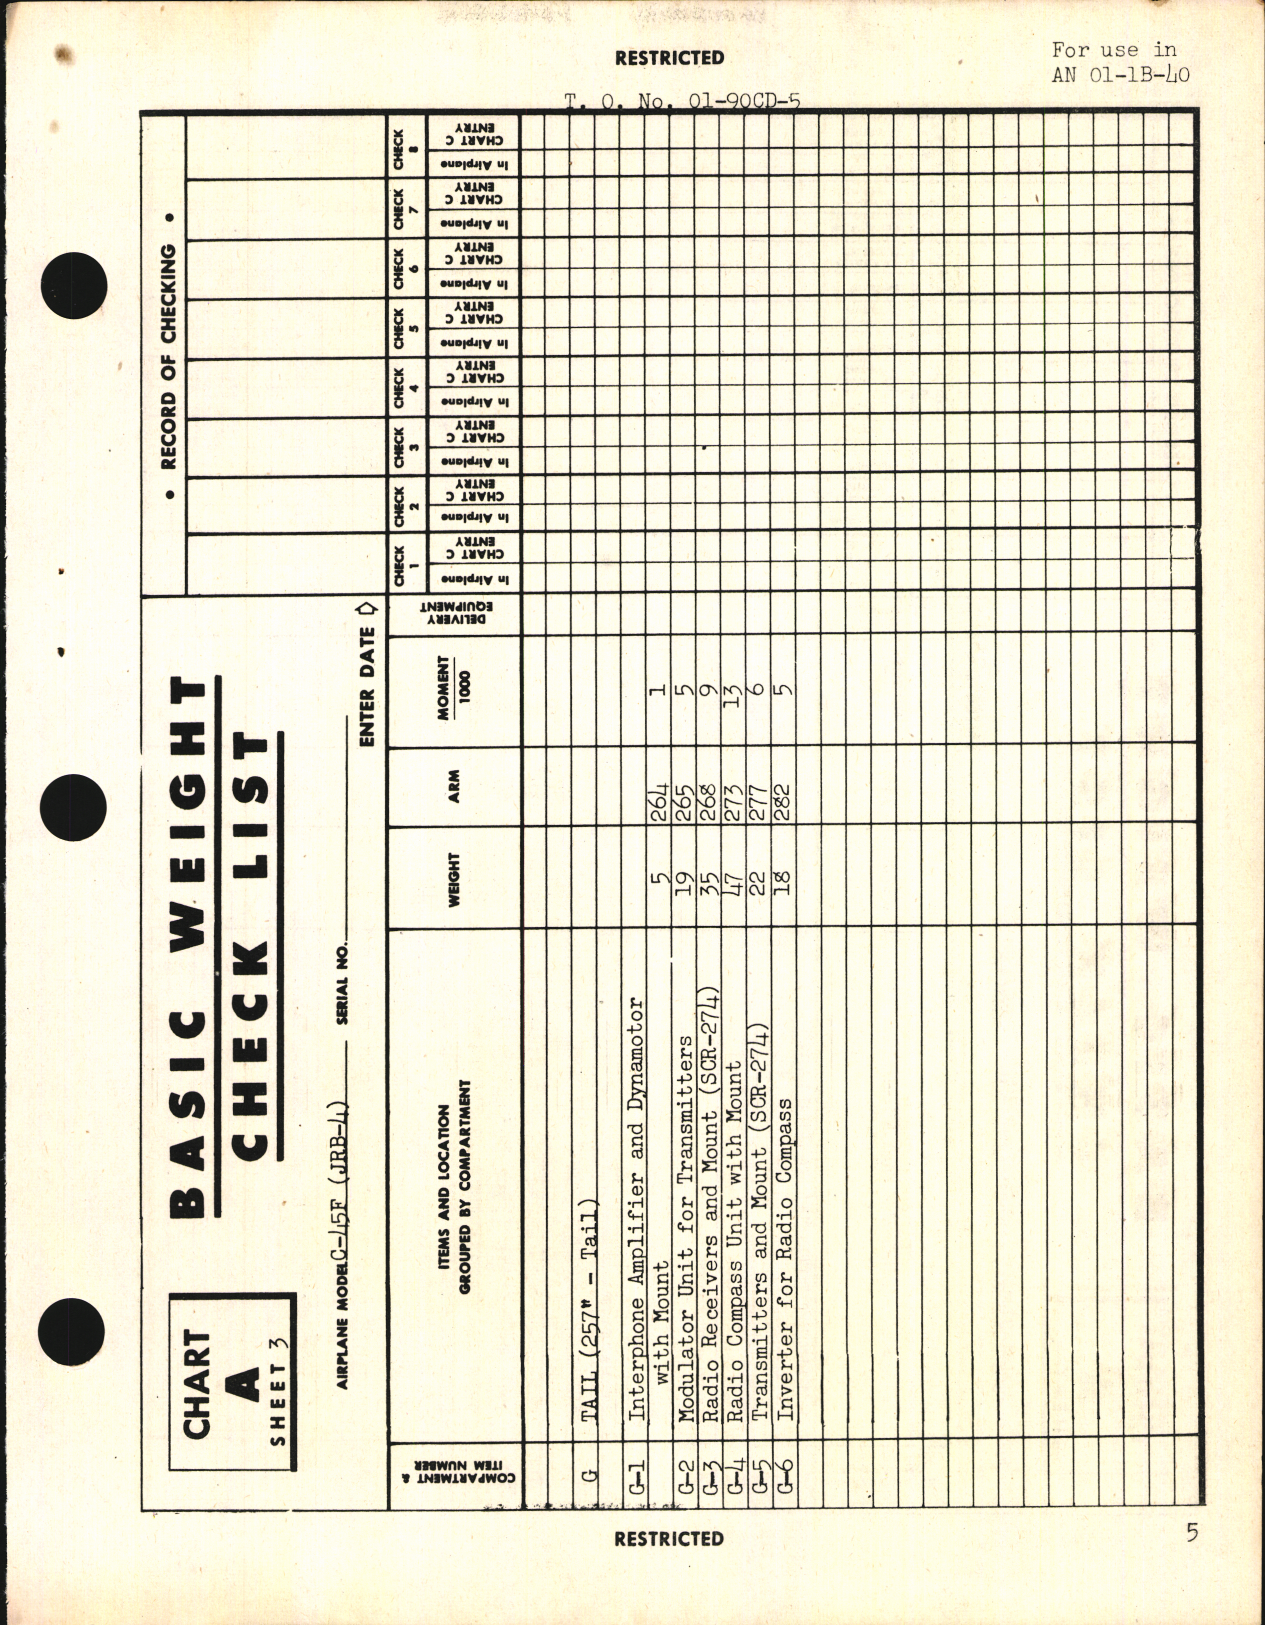 RESTRICTED
For use in
AN 01-1B-40
T. O. No. 01-90CD-5
CHART
A
SHEET 3
BASIC WEIGHT
CHECK LIST
AIRPLANE MODEL C-45F (JRB-4) SERIAL NO.
ENTER DATE
• RECORD OF CHECKING •
COMPARTMENT &
ITEM NUMBER
ITEMS AND LOCATION
GROUPED BY COMPARTMENT
WEIGHT
ARM
MOMENT
1000
DELIVERY
EQUIPMENT
CHECK
1
In Airplane
CHART C
ENTRY
CHECK
2
In Airplane
CHART C
ENTRY
CHECK
3
In Airplane
CHART C
ENTRY
CHECK
4
In Airplane
CHART C
ENTRY
CHECK
5
In Airplane
CHART C
ENTRY
CHECK
6
In Airplane
CHART C
ENTRY
CHECK
7
In Airplane
CHART C
ENTRY
CHECK
8
In Airplane
CHART C
ENTRY
G TAIL (257" - Tail)
G-1 Interphone Amplifier and Dynamotor
with Mount 5 264 1
G-2 Modulator Unit for Transmitters 19 265 5
G-3 Radio Receivers and Mount (SCR-274) 35 268 9
G-4 Radio Compass Unit with Mount 47 273 13
G-5 Transmitters and Mount (SCR-274) 22 277 6
G-6 Inverter for Radio Compass 18 282 5
RESTRICTED
5